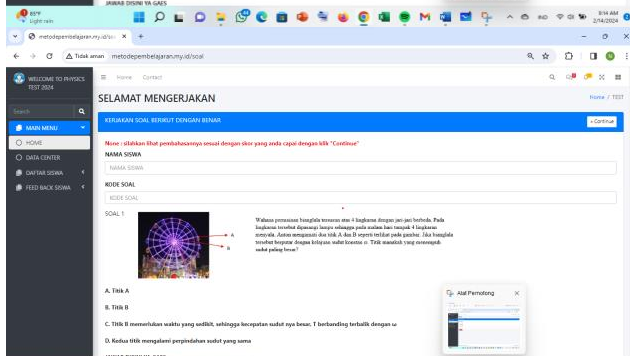 JAWAB DISINI YA GAES
85°F
Light rain
8:14 AM
2/14/2024
metodepembelajaran.my.id/so
Tidak aman
metodepembelajaran.my.id/soal
WELCOME TO PHYSICS
TEST 2024
Home
Contact
SELAMAT MENGERJAKAN
Home / TEST
Search
KERJAKAN SOAL BERIKUT DENGAN BENAR
Continue
MAIN MENU
HOME
DATA CENTER
DAFTAR SISWA
FEED BACK SISWA
None : silahkan lihat pembahasannya sesuai dengan skor yang anda capai dengan klik "Continue"
NAMA SISWA
NAMA SISWA
KODE SOAL
KODE SOAL
SOAL 1
A
B
Wahana permainan bianglala tersusun atas 4 lingkaran dengan jari-jari berbeda. Pada
lingkaran tersebut dipasangi lampu sehingga pada malam hari tampak 4 lingkaran
menyala. Anton mengamati dua titik A dan B seperti terlihat pada gambar. Jika bianglala
tersebut berputar dengan kelajuan sudut konstan ω. Titik manakah yang menempuh
sudut paling besar?
A. Titik A
B. Titik B
C. Titik B memerlukan waktu yang sedikit, sehingga kecepatan sudut nya besar, T berbanding terbalik dengan ω
D. Kedua titik mengalami perpindahan sudut yang sama
Alat Pemotong